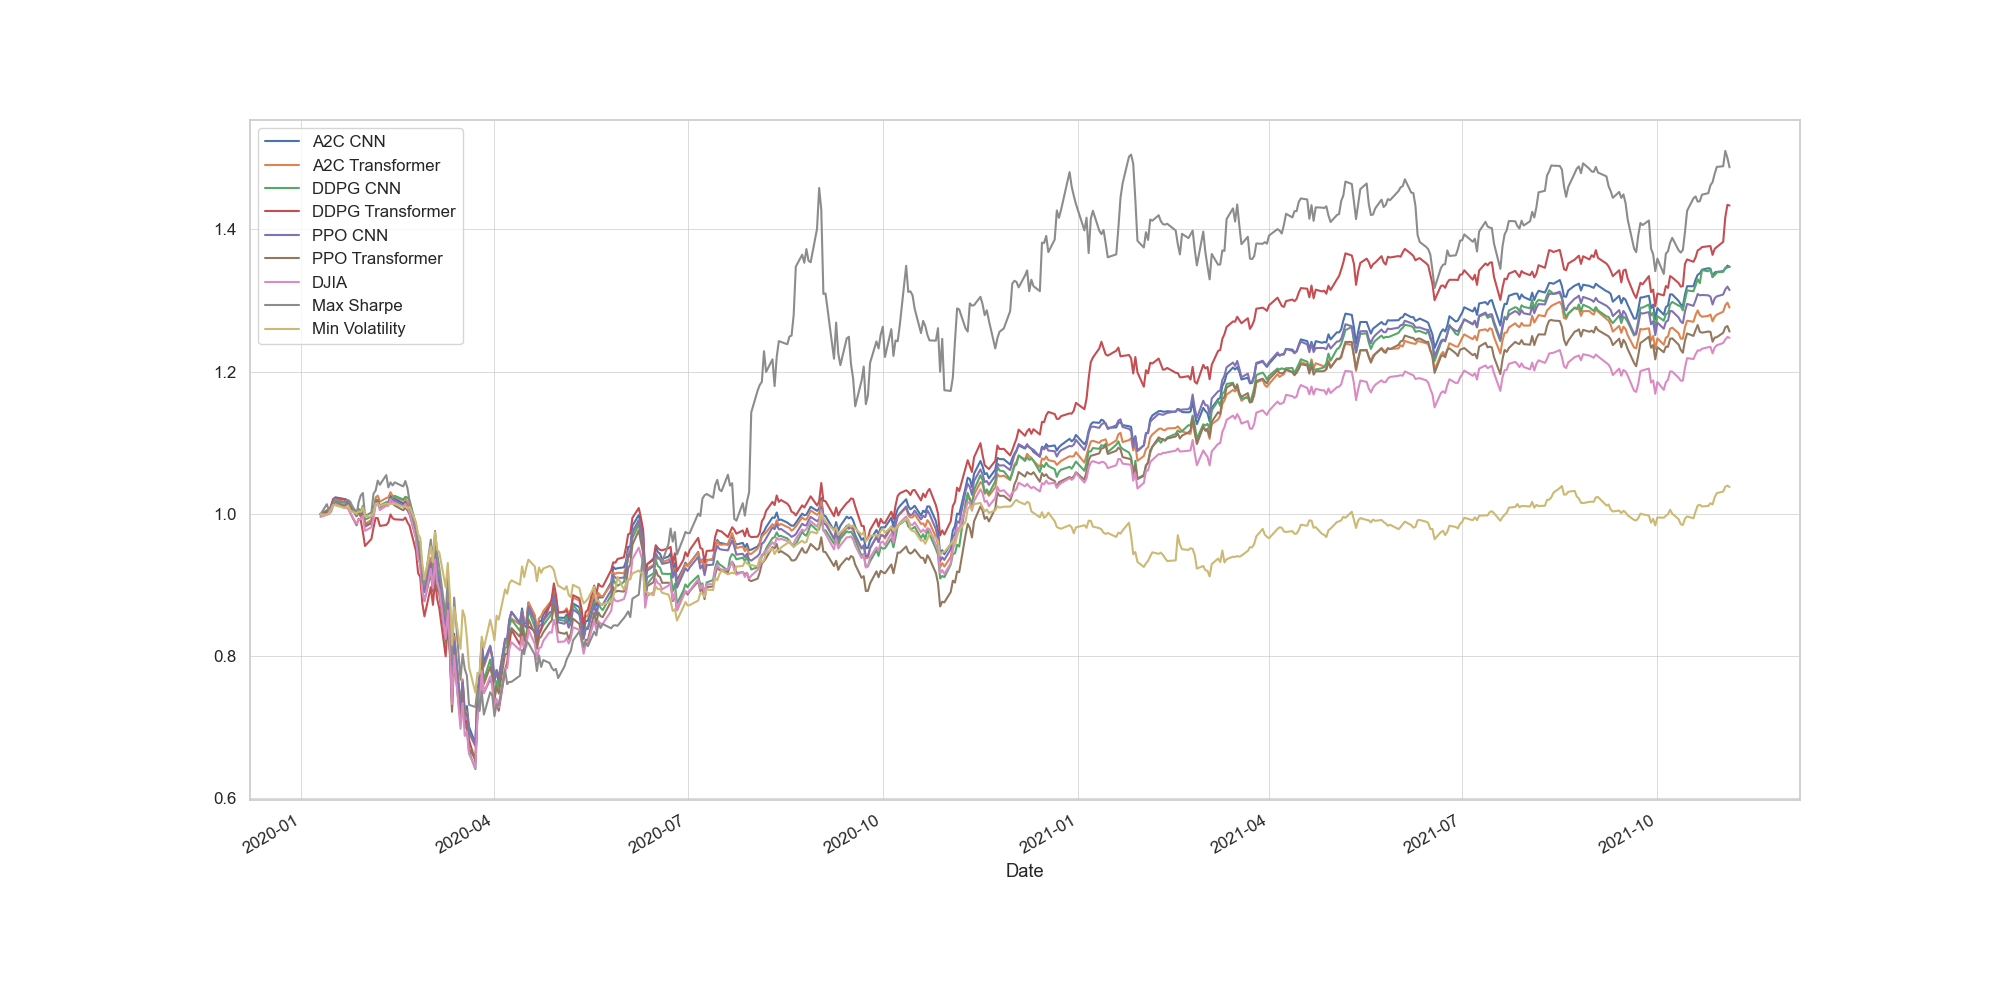 A2C CNN
A2C Transformer
DDPG CNN
DDPG Transformer
PPO CNN
PPO Transformer
DJIA
Max Sharpe
Min Volatility
1.4
1.2
1.0
0.8
0.6
2020-01
2020-04
2020-07
2020-10
2021-01
2021-04
2021-07
2021-10
Date